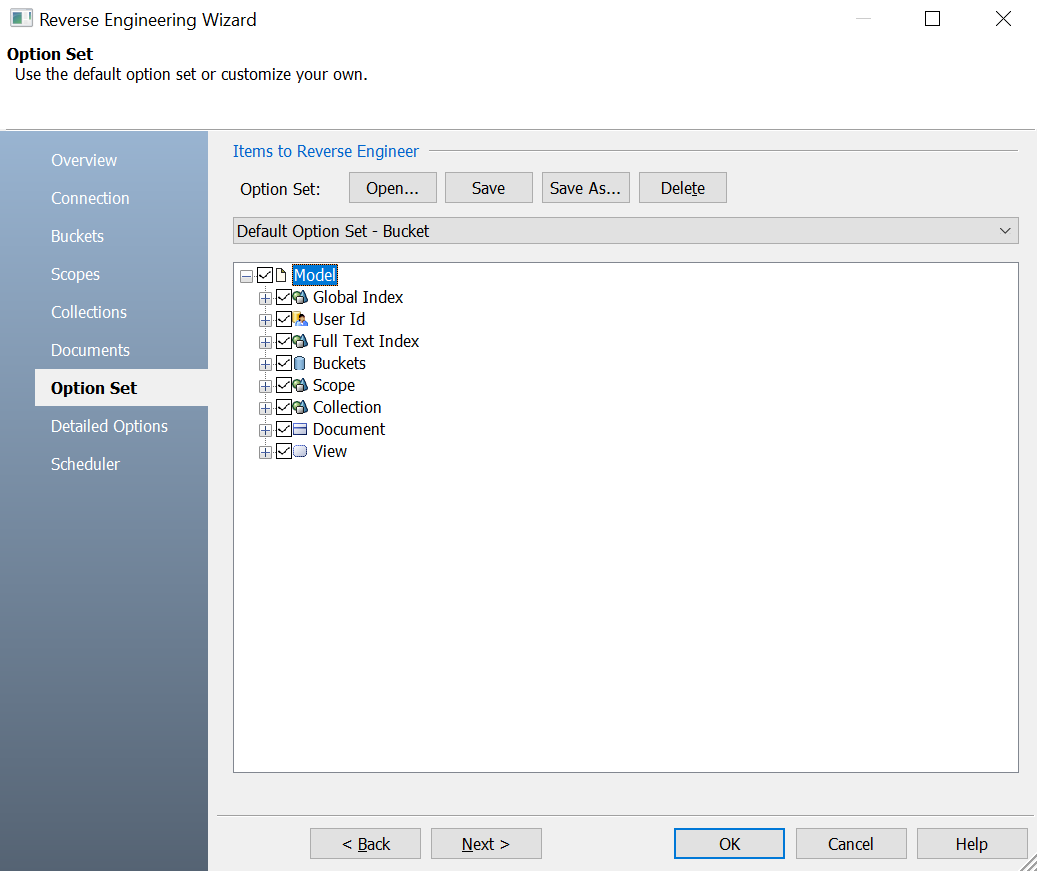 Reverse Engineering Wizard
Option Set
Use the default option set or customize your own.
Overview
Connection
Buckets
Scopes
Collections
Documents
Option Set
Detailed Options
Scheduler
Items to Reverse Engineer
Option Set: Open... Save Save As... Delete
Default Option Set - Bucket
Model
Global Index
User Id
Full Text Index
Buckets
Scope
Collection
Document
View
< Back Next > OK Cancel Help